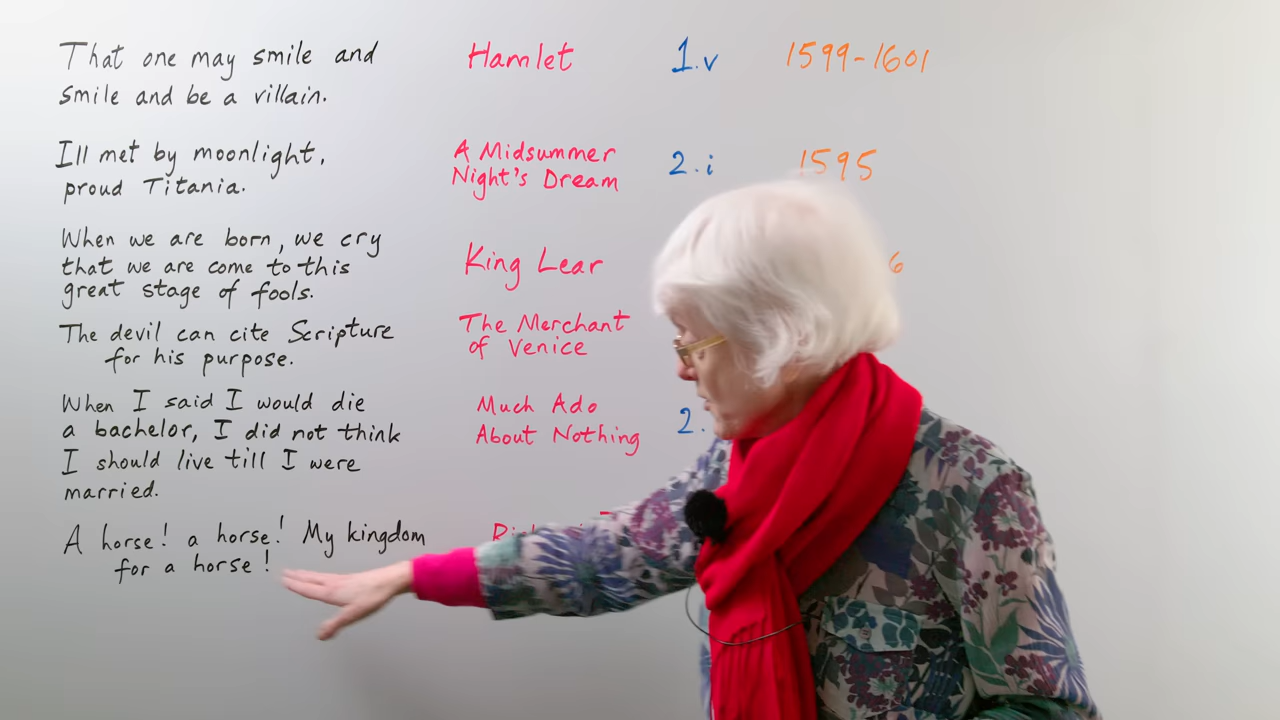 That one may smile and
smile and be a villain.
Hamlet
1.v
1599-1601
Ill met by moonlight,
proud Titania.
A Midsummer
Night's Dream
2.i
1595
When we are born, we cry
that we are come to this
great stage of fools.
King Lear
6
The devil can cite Scripture
for his purpose.
The Merchant
of Venice
When I said I would die
a bachelor, I did not think
I should live till I were
married.
Much Ado
About Nothing
2.
A horse! a horse! My kingdom
for a horse!